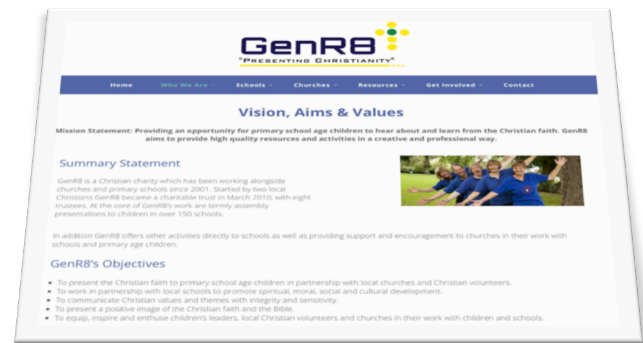 GenR8
"PRESENTING CHRISTIANITY"
Home Who We Are Schools Churches Resources Get Involved Contact
Vision, Aims & Values
Mission Statement: Providing an opportunity for primary school age children to hear about and learn from the Christian faith. GenR8
aims to provide high quality resources and activities in a creative and professional way.
Summary Statement
GenR8 is a Christian charity which has been working alongside
churches and primary schools since 2001. Started by two local
Christians GenR8 became a charitable trust in March 2010, with eight
trustees. At the core of GenR8's work are termly assembly
presentations to children in over 150 schools.
In addition GenR8 offers other activities directly to schools as well as providing support and encouragement to churches in their work with
schools and primary age children.
GenR8's Objectives
• To present the Christian faith to primary school age children in partnership with local churches and Christian volunteers.
• To work in partnership with local schools to promote spiritual, moral, social and cultural development.
• To communicate Christian values and themes with integrity and sensitivity.
• To present a positive image of the Christian faith and the Bible.
• To equip, inspire and enthuse children's leaders, local Christian volunteers and churches in their work with children and schools.